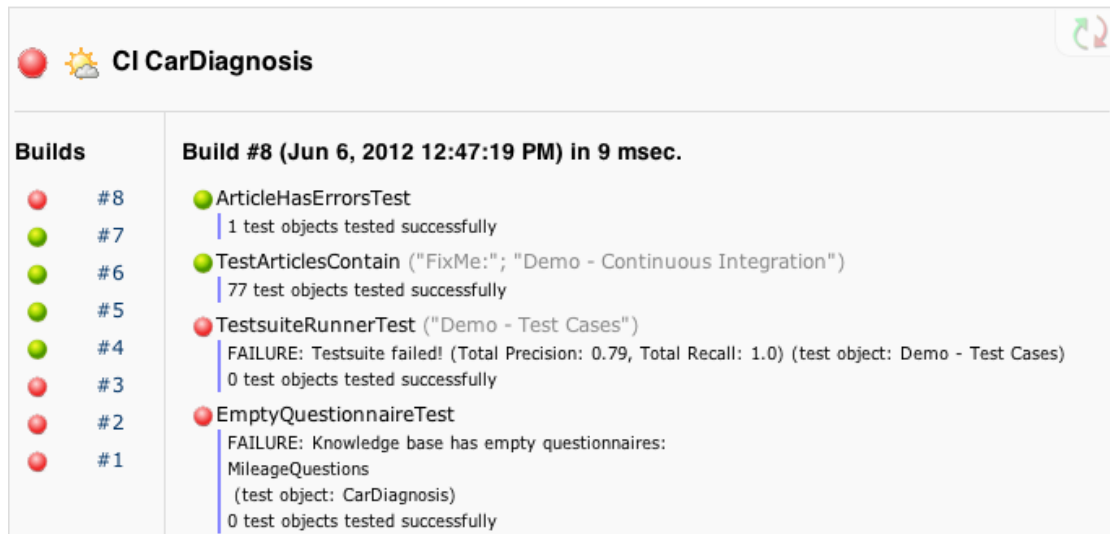 CI CarDiagnosis
Builds
#8
#7
#6
#5
#4
#3
#2
#1
Build #8 (Jun 6, 2012 12:47:19 PM) in 9 msec.
ArticleHasErrorsTest
1 test objects tested successfully
TestArticlesContain ("FixMe:"; "Demo - Continuous Integration")
77 test objects tested successfully
TestsuiteRunnerTest ("Demo - Test Cases")
FAILURE: Testsuite failed! (Total Precision: 0.79, Total Recall: 1.0) (test object: Demo - Test Cases)
0 test objects tested successfully
EmptyQuestionnaireTest
FAILURE: Knowledge base has empty questionnaires:
MileageQuestions
(test object: CarDiagnosis)
0 test objects tested successfully